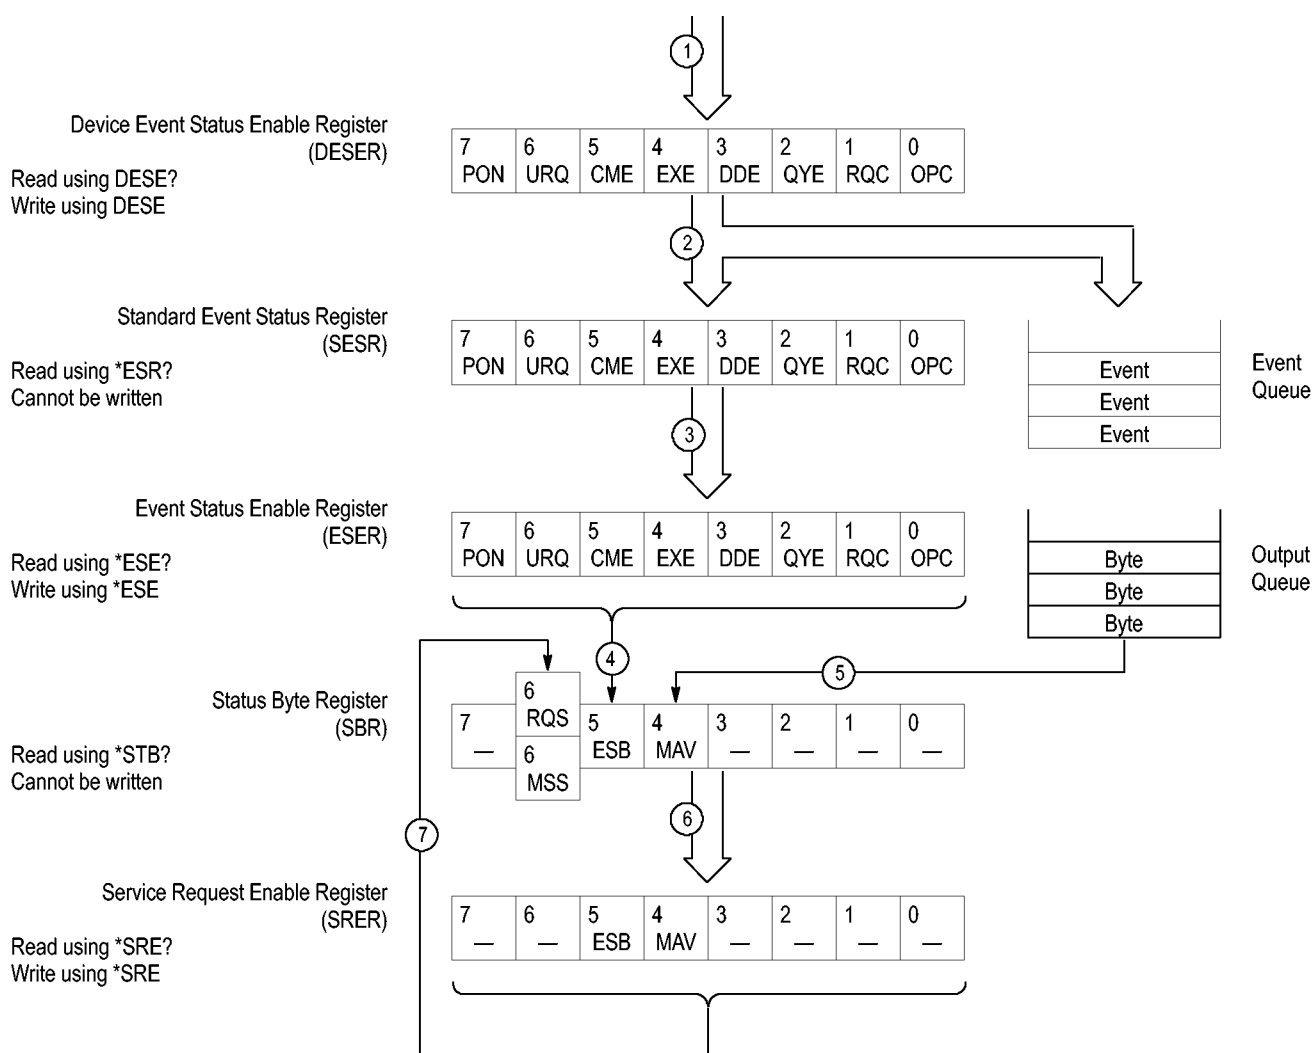 1
Device Event Status Enable Register
(DESER)
Read using DESE?
Write using DESE
7 6 5 4 3 2 1 0
PON URQ CME EXE DDE QYE RQC OPC
2
Standard Event Status Register
(SESR)
Read using *ESR?
Cannot be written
7 6 5 4 3 2 1 0
PON URQ CME EXE DDE QYE RQC OPC
Event
Event
Event
Event
Queue
3
Event Status Enable Register
(ESER)
Read using *ESE?
Write using *ESE
7 6 5 4 3 2 1 0
PON URQ CME EXE DDE QYE RQC OPC
Byte
Byte
Byte
Output
Queue
4
5
Status Byte Register
(SBR)
Read using *STB?
Cannot be written
6
RQS
7 5 4 3 2 1 0
— ESB MAV — — — —
6
MSS
6
7
Service Request Enable Register
(SRER)
Read using *SRE?
Write using *SRE
7 6 5 4 3 2 1 0
— — ESB MAV — — — —